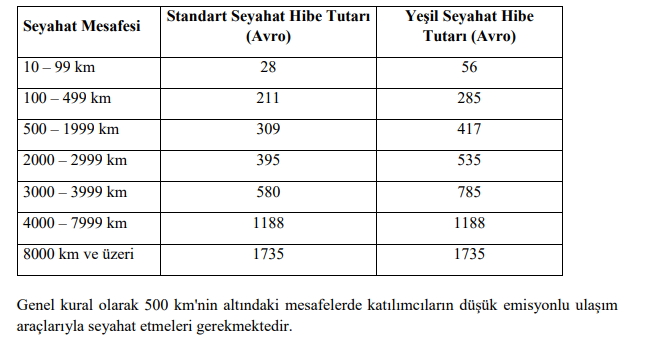 Seyahat Mesafesi Standart Seyahat Hibe Tutarı (Avro) Yeşil Seyahat Hibe Tutarı (Avro)
10 – 99 km 28 56
100 – 499 km 211 285
500 – 1999 km 309 417
2000 – 2999 km 395 535
3000 – 3999 km 580 785
4000 – 7999 km 1188 1188
8000 km ve üzeri 1735 1735
Genel kural olarak 500 km'nin altındaki mesafelerde katılımcıların düşük emisyonlu ulaşım
araçlarıyla seyahat etmeleri gerekmektedir.